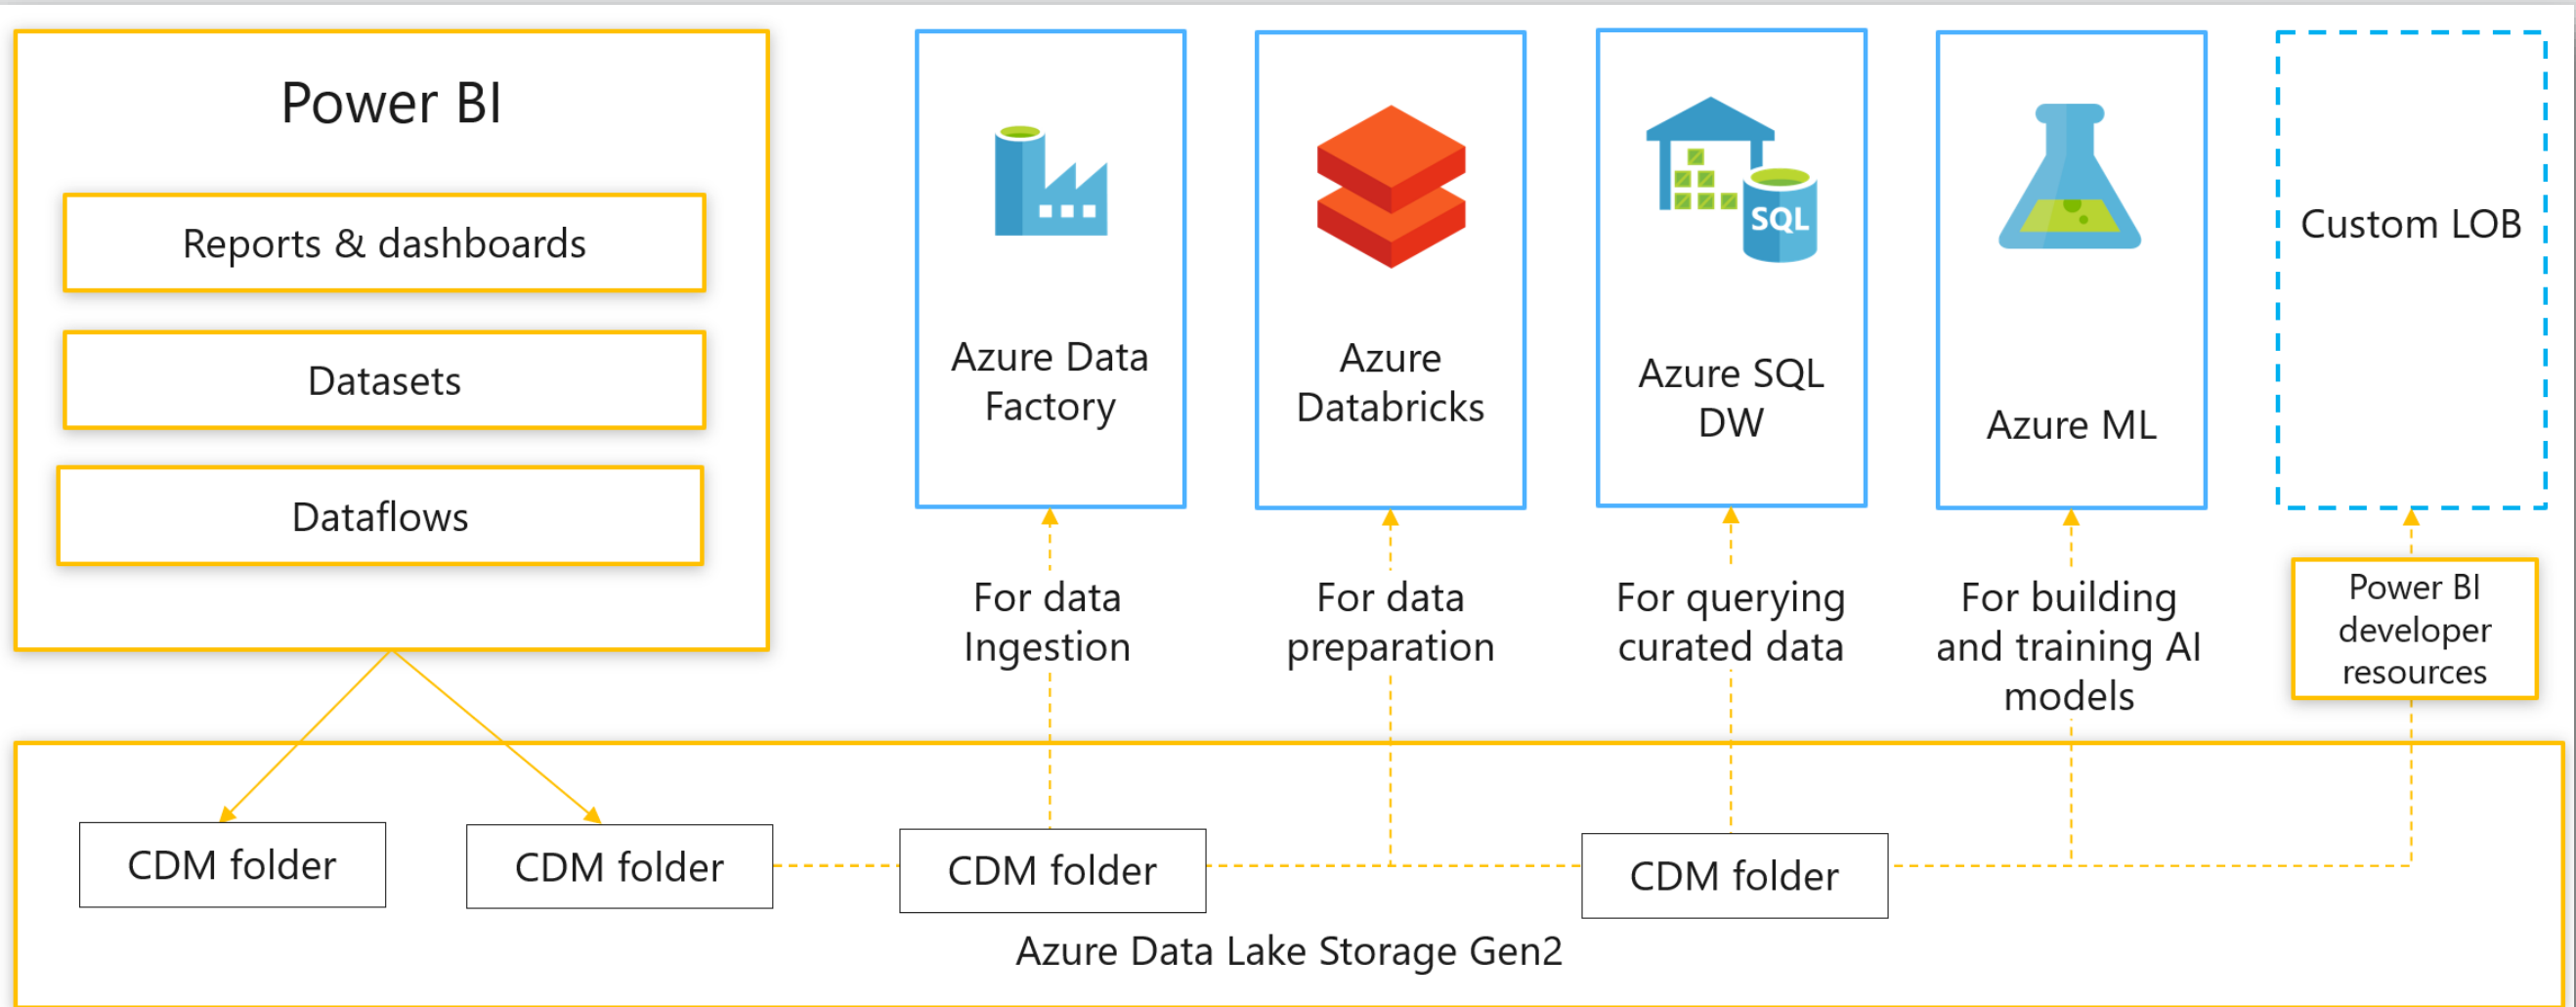 Power BI
Reports & dashboards
Datasets
Dataflows
Azure Data
Factory
Azure
Databricks
SQL
Azure SQL
DW
Azure ML
Custom LOB
For data
Ingestion
For data
preparation
For querying
curated data
For building
and training AI
models
Power BI
developer
resources
CDM folder
CDM folder
CDM folder
CDM folder
Azure Data Lake Storage Gen2